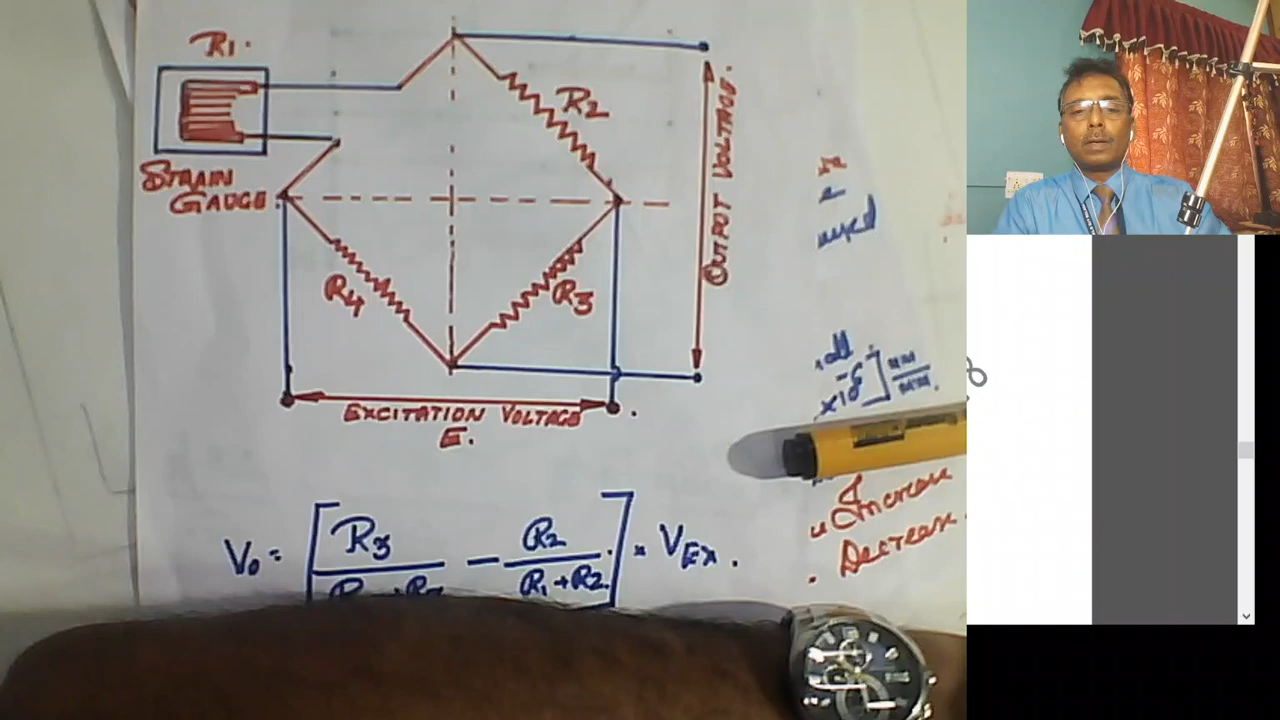 R1.
R2
OUTPUT VOLTAGE.
STRAIN
GAUGE.
R4
R3
EXCITATION VOLTAGE
E.
Increase
Decrease
V₀ = [ R3 / - R2 / R1+R2 ] × VEx.